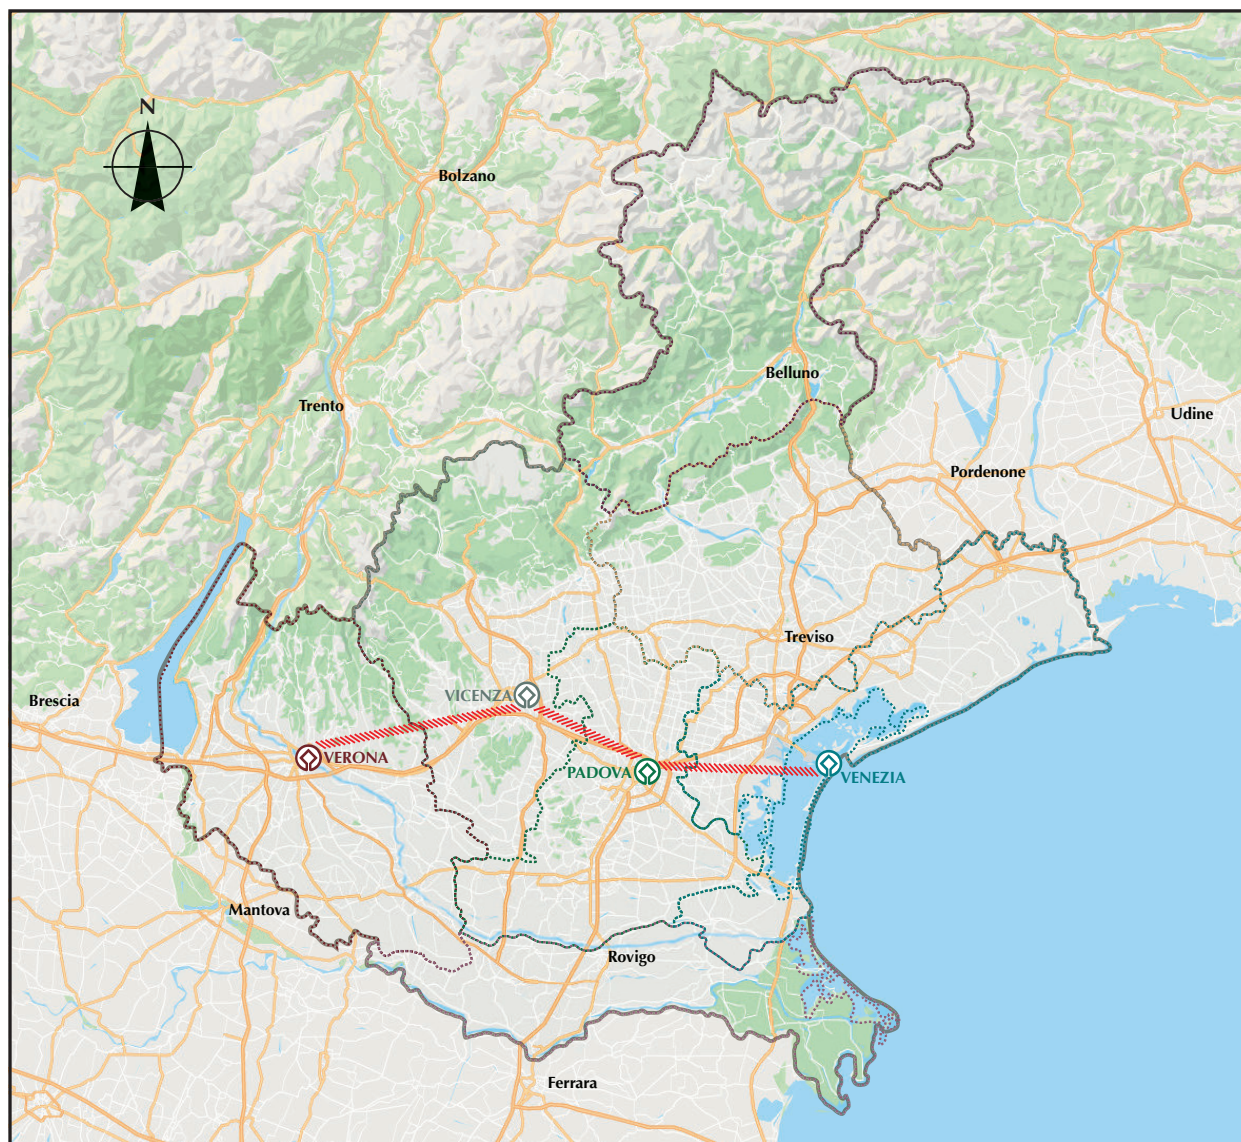 N
Bolzano
Belluno
Trento
Udine
Pordenone
Treviso
Brescia
VICENZA
VERONA
PADOVA
VENEZIA
Mantova
Rovigo
Ferrara